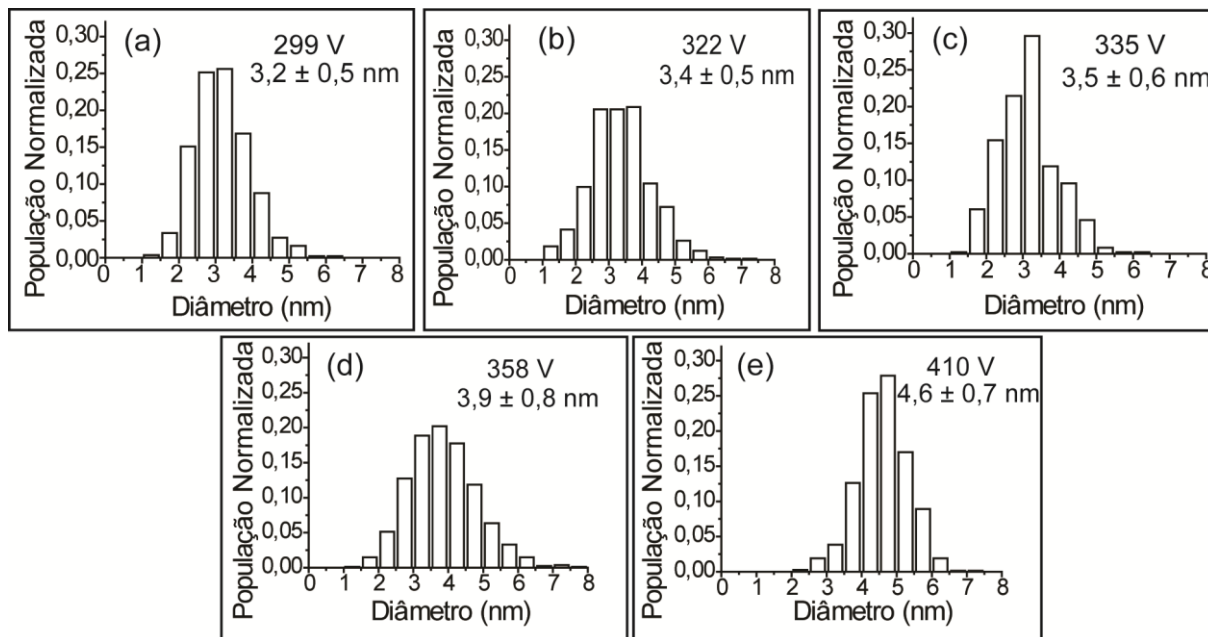 (a)
299 V
3,2 ± 0,5 nm
População Normalizada
0,30
0,25
0,20
0,15
0,10
0,05
0,00
0 1 2 3 4 5 6 7 8
Diâmetro (nm)
(b)
322 V
3,4 ± 0,5 nm
População Normalizada
0,30
0,25
0,20
0,15
0,10
0,05
0,00
0 1 2 3 4 5 6 7 8
Diâmetro (nm)
(c)
335 V
3,5 ± 0,6 nm
População Normalizada
0,30
0,25
0,20
0,15
0,10
0,05
0,00
0 1 2 3 4 5 6 7 8
Diâmetro (nm)
(d)
358 V
3,9 ± 0,8 nm
População Normalizada
0,30
0,25
0,20
0,15
0,10
0,05
0,00
0 1 2 3 4 5 6 7 8
Diâmetro (nm)
(e)
410 V
4,6 ± 0,7 nm
População Normalizada
0,30
0,25
0,20
0,15
0,10
0,05
0,00
0 1 2 3 4 5 6 7 8
Diâmetro (nm)